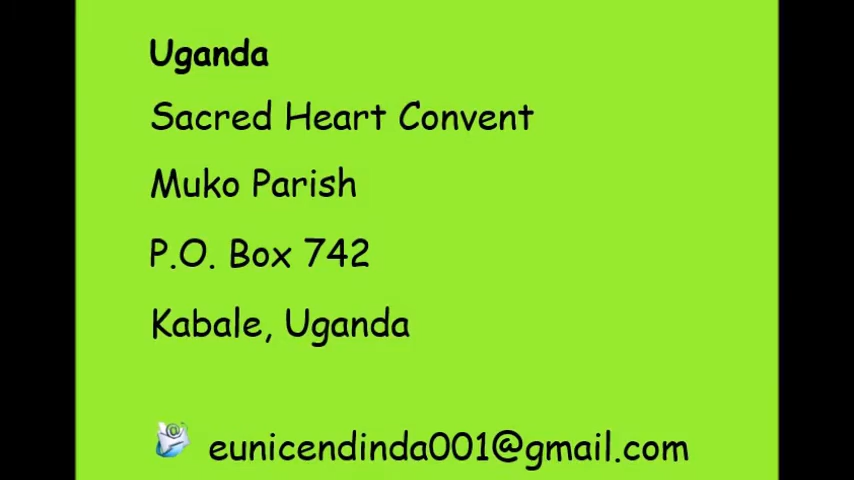 Uganda
Sacred Heart Convent
Muko Parish
P.O. Box 742
Kabale, Uganda
eunicendinda001@gmail.com